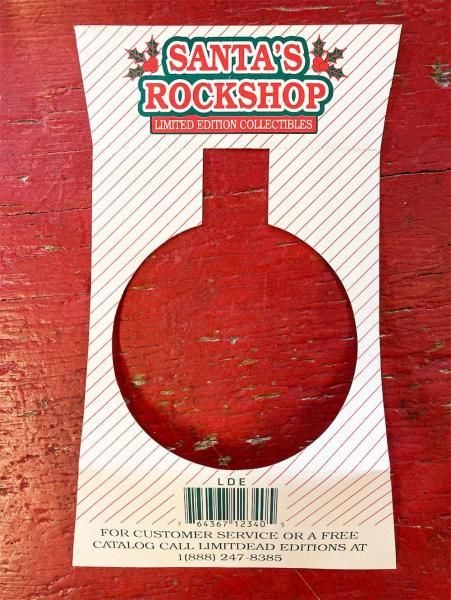 SANTA'S
ROCKSHOP
LIMITED EDITION COLLECTIBLES
LDE
7 64367 12340 5
FOR CUSTOMER SERVICE OR A FREE
CATALOG CALL LIMITDEAD EDITIONS AT
1(888) 247-8385